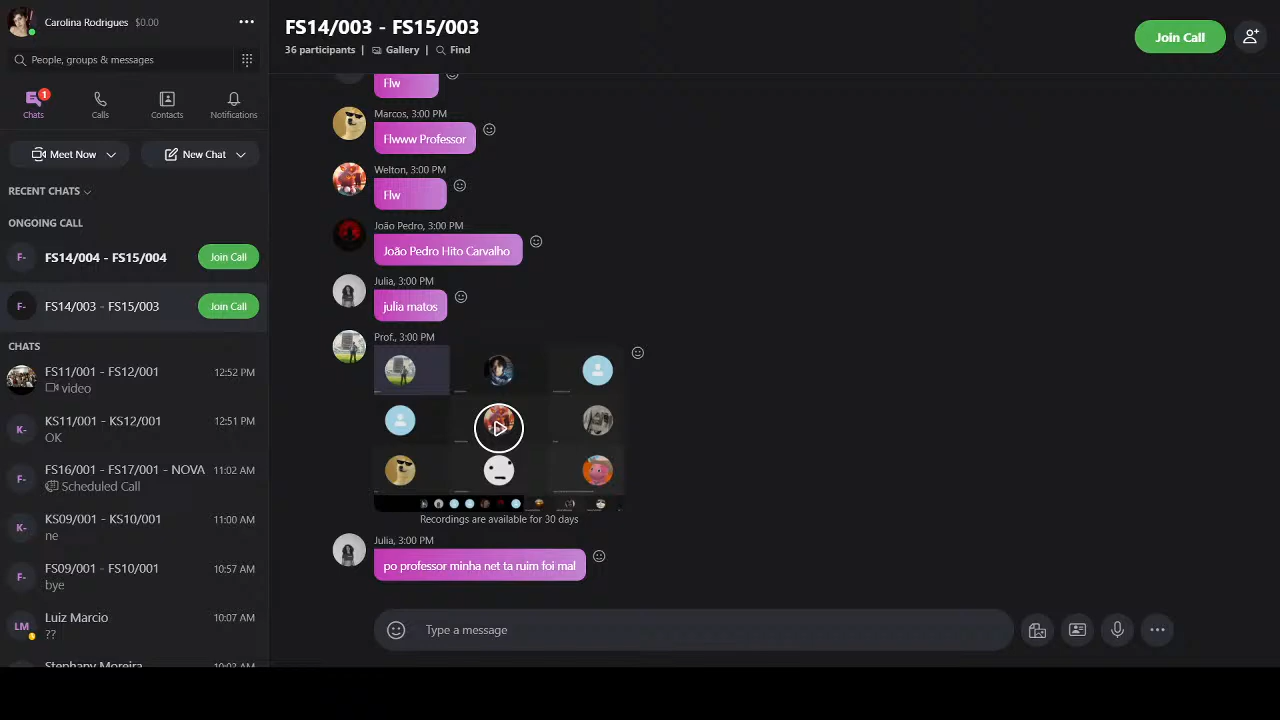 Carolina Rodrigues $0.00
People, groups & messages
1
Chats
Calls
Contacts
Notifications
Meet Now
New Chat
RECENT CHATS
ONGOING CALL
F-
FS14/004 - FS15/004
Join Call
F-
FS14/003 - FS15/003
Join Call
CHATS
FS11/001 - FS12/001
12:52 PM
video
K-
KS11/001 - KS12/001
12:51 PM
OK
F-
FS16/001 - FS17/001 - NOVA
11:02 AM
Scheduled Call
K-
KS09/001 - KS10/001
11:00 AM
ne
F-
FS09/001 - FS10/001
10:57 AM
bye
LM
Luiz Marcio
10:07 AM
??
Stephany Moreira
10:03 AM
FS14/003 - FS15/003
36 participants | Gallery | Find
Join Call
Flw
Marcos, 3:00 PM
Flwww Professor
Welton, 3:00 PM
Flw
João Pedro, 3:00 PM
João Pedro Hito Carvalho
Julia, 3:00 PM
julia matos
Prof., 3:00 PM
Recordings are available for 30 days
Julia, 3:00 PM
po professor minha net ta ruim foi mal
Type a message